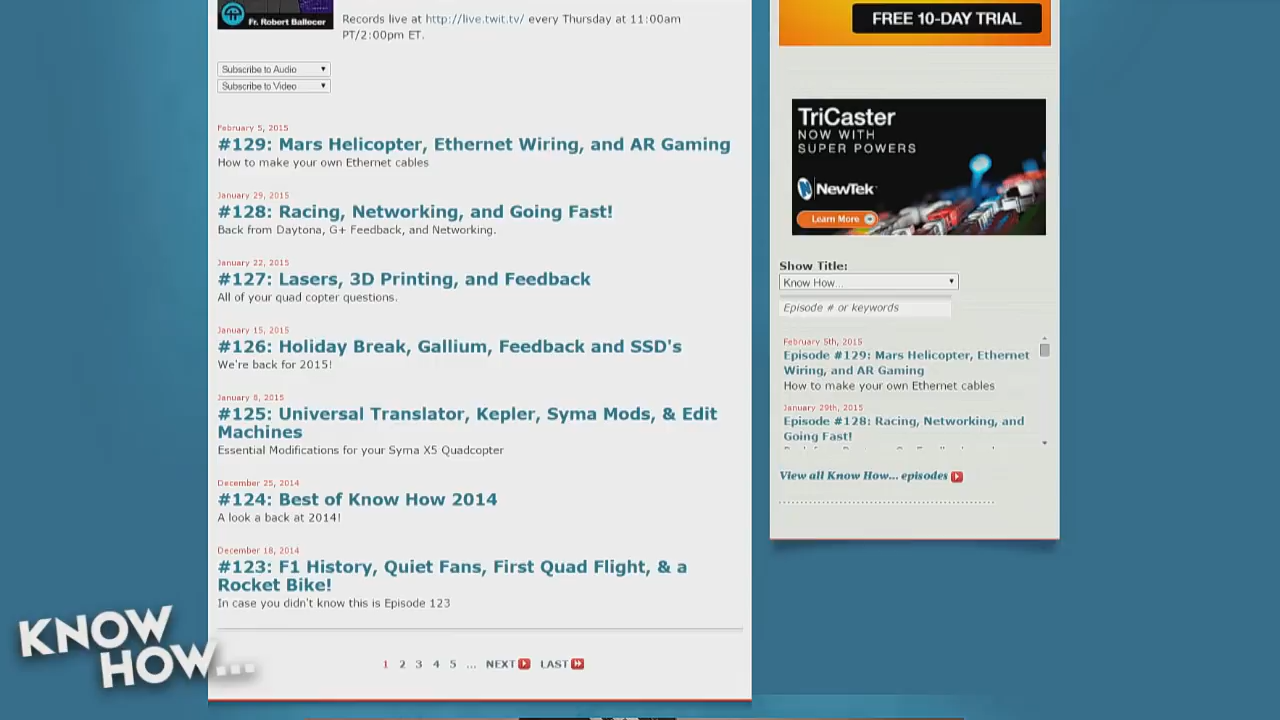 Fr. Robert Ballecer
Records live at http://live.twit.tv/ every Thursday at 11:00am
PT/2:00pm ET.
Subscribe to Audio
Subscribe to Video
February 5, 2015
#129: Mars Helicopter, Ethernet Wiring, and AR Gaming
How to make your own Ethernet cables
January 29, 2015
#128: Racing, Networking, and Going Fast!
Back from Daytona, G+ Feedback, and Networking.
January 22, 2015
#127: Lasers, 3D Printing, and Feedback
All of your quad copter questions.
January 15, 2015
#126: Holiday Break, Gallium, Feedback and SSD's
We're back for 2015!
January 8, 2015
#125: Universal Translator, Kepler, Syma Mods, & Edit
Machines
Essential Modifications for your Syma X5 Quadcopter
December 25, 2014
#124: Best of Know How 2014
A look a back at 2014!
December 18, 2014
#123: F1 History, Quiet Fans, First Quad Flight, & a
Rocket Bike!
In case you didn't know this is Episode 123
1 2 3 4 5 ... NEXT LAST
FREE 10-DAY TRIAL
TriCaster
NOW WITH
SUPER POWERS
NewTek
Learn More
Show Title:
Know How...
Episode # or keywords
February 5th, 2015
Episode #129: Mars Helicopter, Ethernet
Wiring, and AR Gaming
How to make your own Ethernet cables
January 29th, 2015
Episode #128: Racing, Networking, and
Going Fast!
View all Know How... episodes
KNOW
HOW...